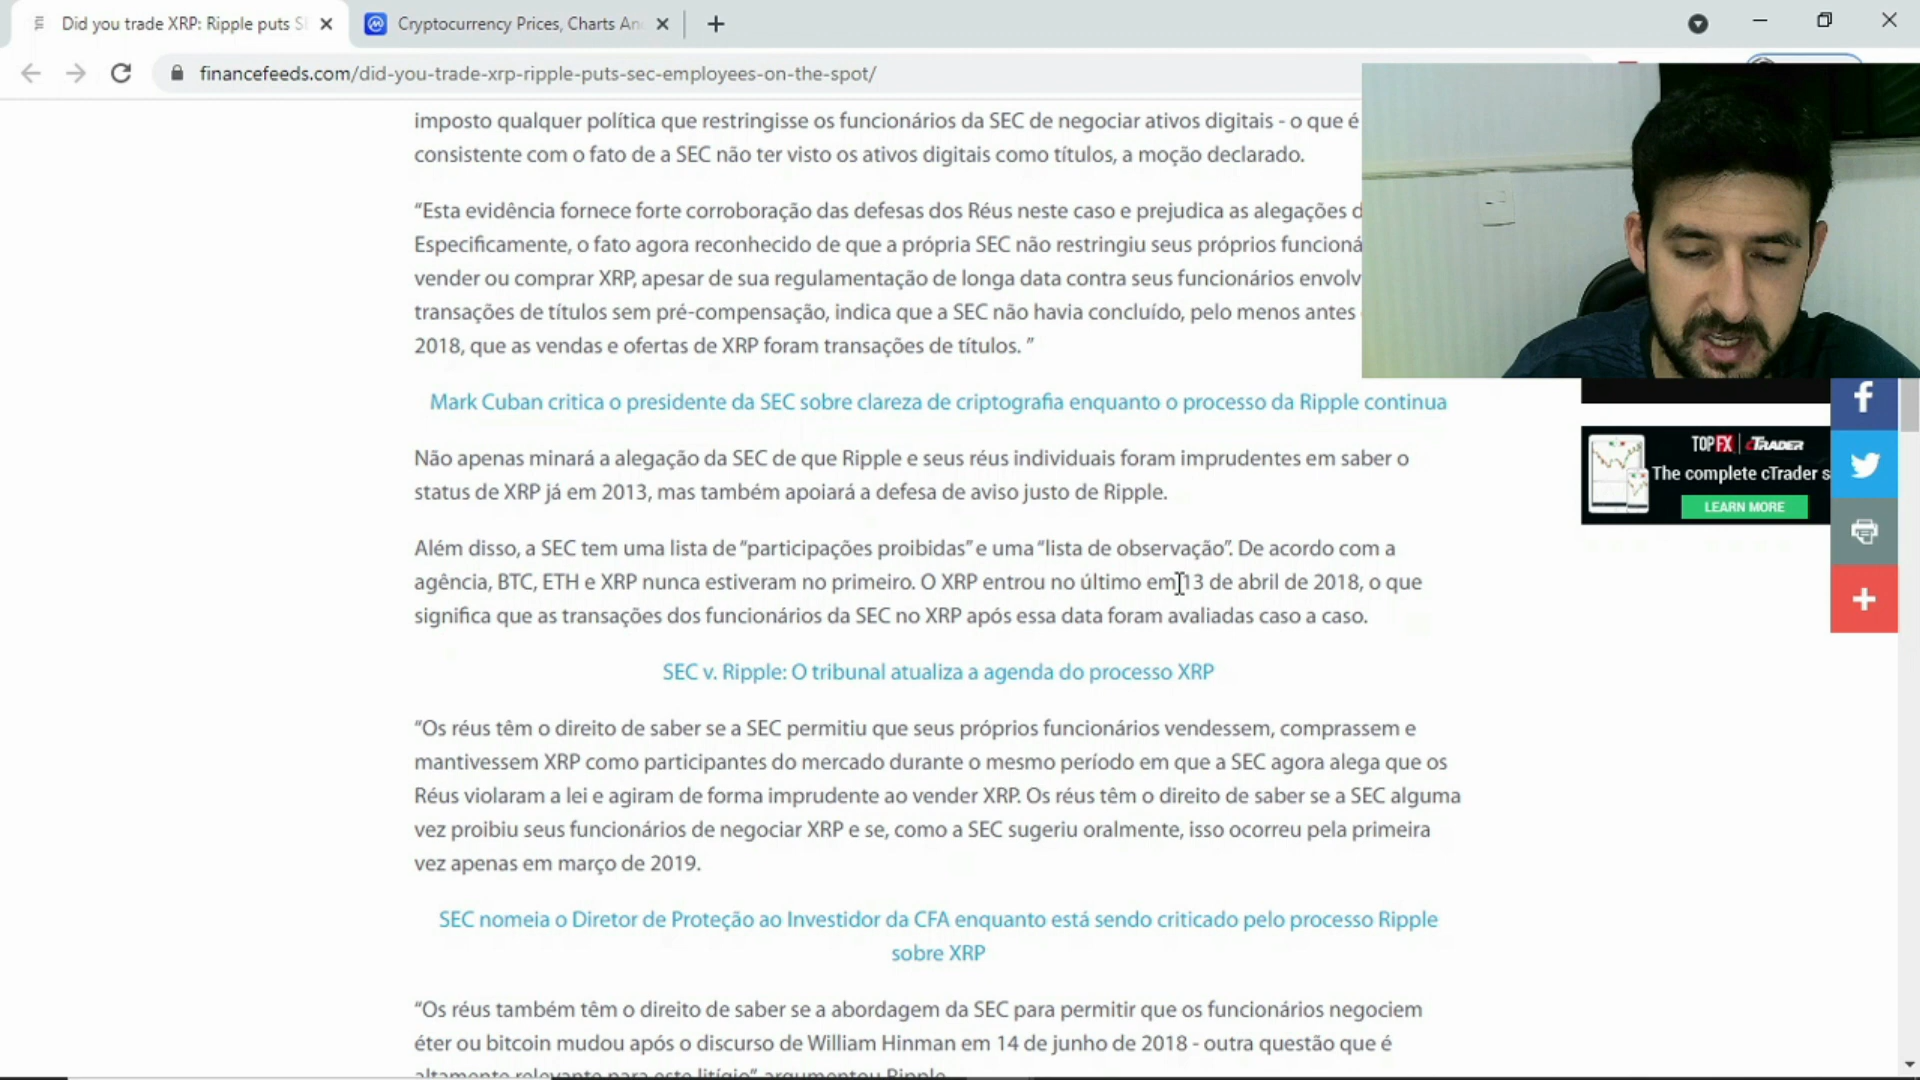 Did you trade XRP: Ripple puts S
Cryptocurrency Prices, Charts An
financefeeds.com/did-you-trade-xrp-ripple-puts-sec-employees-on-the-spot/
imposto qualquer política que restringisse os funcionários da SEC de negociar ativos digitais - o que é
consistente com o fato de a SEC não ter visto os ativos digitais como títulos, a moção declarado.
“Esta evidência fornece forte corroboração das defesas dos Réus neste caso e prejudica as alegações d
Especificamente, o fato agora reconhecido de que a própria SEC não restringiu seus próprios funcioná
vender ou comprar XRP, apesar de sua regulamentação de longa data contra seus funcionários envolv
transações de títulos sem pré-compensação, indica que a SEC não havia concluído, pelo menos antes
2018, que as vendas e ofertas de XRP foram transações de títulos. ”
Mark Cuban critica o presidente da SEC sobre clareza de criptografia enquanto o processo da Ripple continua
Não apenas minará a alegação da SEC de que Ripple e seus réus individuais foram imprudentes em saber o
status de XRP já em 2013, mas também apoiará a defesa de aviso justo de Ripple.
TOPFX cTRADER
The complete cTrader s
LEARN MORE
Além disso, a SEC tem uma lista de “participações proibidas” e uma “lista de observação”. De acordo com a
agência, BTC, ETH e XRP nunca estiveram no primeiro. O XRP entrou no último em 13 de abril de 2018, o que
significa que as transações dos funcionários da SEC no XRP após essa data foram avaliadas caso a caso.
SEC v. Ripple: O tribunal atualiza a agenda do processo XRP
“Os réus têm o direito de saber se a SEC permitiu que seus próprios funcionários vendessem, comprassem e
mantivessem XRP como participantes do mercado durante o mesmo período em que a SEC agora alega que os
Réus violaram a lei e agiram de forma imprudente ao vender XRP. Os réus têm o direito de saber se a SEC alguma
vez proibiu seus funcionários de negociar XRP e se, como a SEC sugeriu oralmente, isso ocorreu pela primeira
vez apenas em março de 2019.
SEC nomeia o Diretor de Proteção ao Investidor da CFA enquanto está sendo criticado pelo processo Ripple
sobre XRP
“Os réus também têm o direito de saber se a abordagem da SEC para permitir que os funcionários negociem
éter ou bitcoin mudou após o discurso de William Hinman em 14 de junho de 2018 - outra questão que é
altamente relevante para este litígio”, argumentou Ripple.